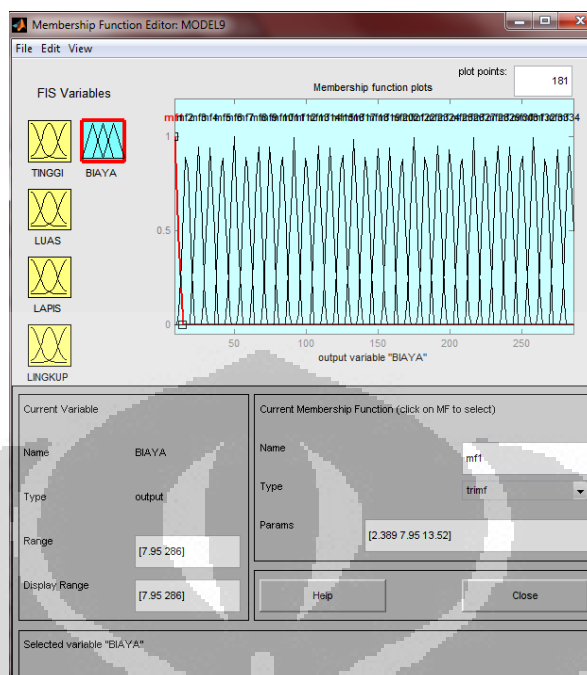 Membership Function Editor: MODEL9
File Edit View
FIS Variables
plot points: 181
Membership function plots
TINGGI
BIAYA
LUAS
LAPIS
LINGKUP
1
0.5
0
50 100 150 200 250
output variable "BIAYA"
Current Variable
Name BIAYA
Type output
Range [7.95 286]
Display Range [7.95 286]
Current Membership Function (click on MF to select)
Name mf1
Type trimf
Params [2.389 7.95 13.52]
Help Close
Selected variable "BIAYA"